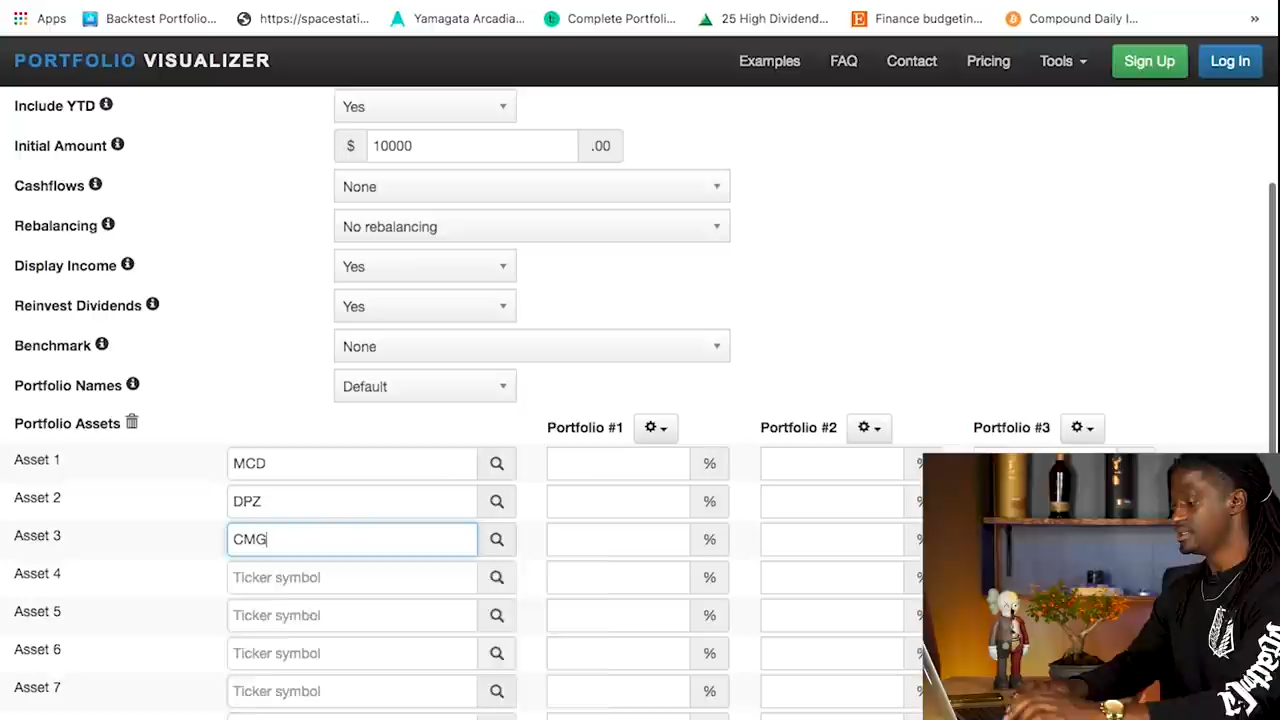 Apps Backtest Portfolio... https://spacestati... Yamagata Arcadia... Complete Portfoli... 25 High Dividend... Finance budgetin... Compound Daily I... »
PORTFOLIO VISUALIZER Examples FAQ Contact Pricing Tools Sign Up Log In
Include YTD Yes
Initial Amount $ 10000 .00
Cashflows None
Rebalancing No rebalancing
Display Income Yes
Reinvest Dividends Yes
Benchmark None
Portfolio Names Default
Portfolio Assets Portfolio #1 Portfolio #2 Portfolio #3
Asset 1 MCD %
Asset 2 DPZ %
Asset 3 CMG %
Asset 4 Ticker symbol %
Asset 5 Ticker symbol %
Asset 6 Ticker symbol %
Asset 7 Ticker symbol %